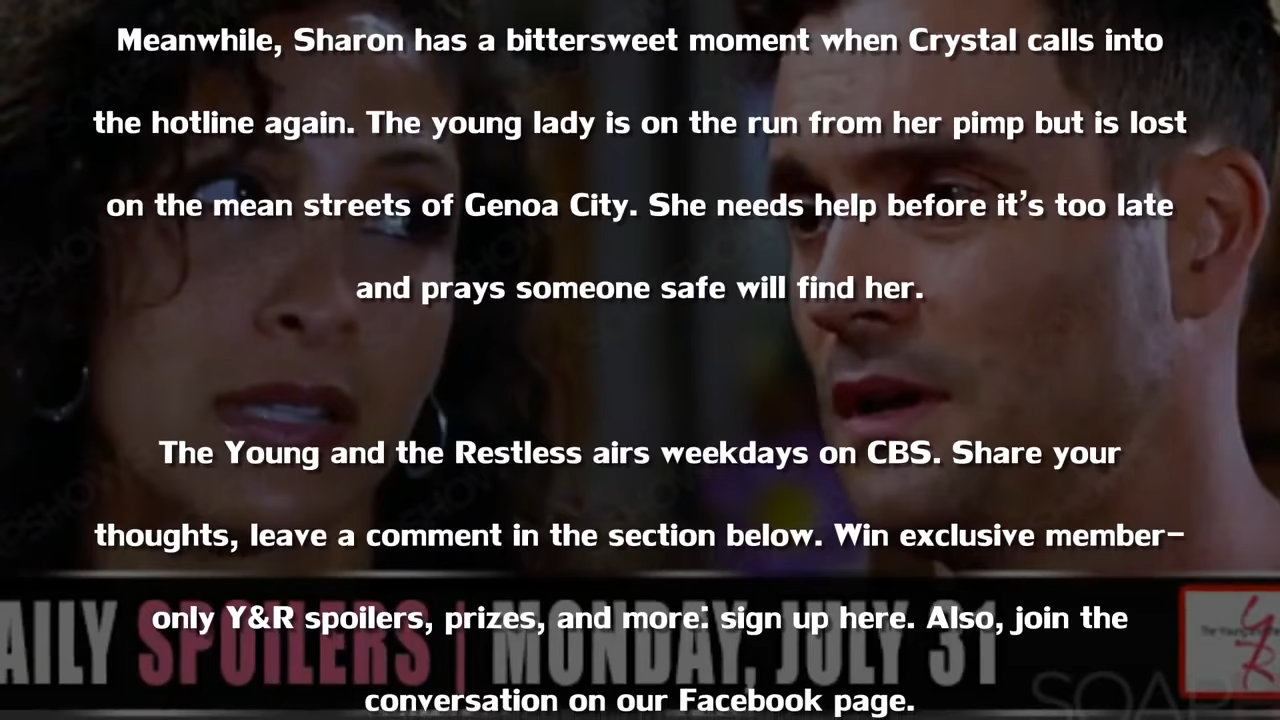 Meanwhile, Sharon has a bittersweet moment when Crystal calls into
the hotline again. The young lady is on the run from her pimp but is lost
on the mean streets of Genoa City. She needs help before it’s too late
and prays someone safe will find her.
The Young and the Restless airs weekdays on CBS. Share your
thoughts, leave a comment in the section below. Win exclusive member-
only Y&R spoilers, prizes, and more: sign up here. Also, join the
AILY SPOILERS | MONDAY, JULY 31
The Young
Y
R
SOAP
conversation on our Facebook page.